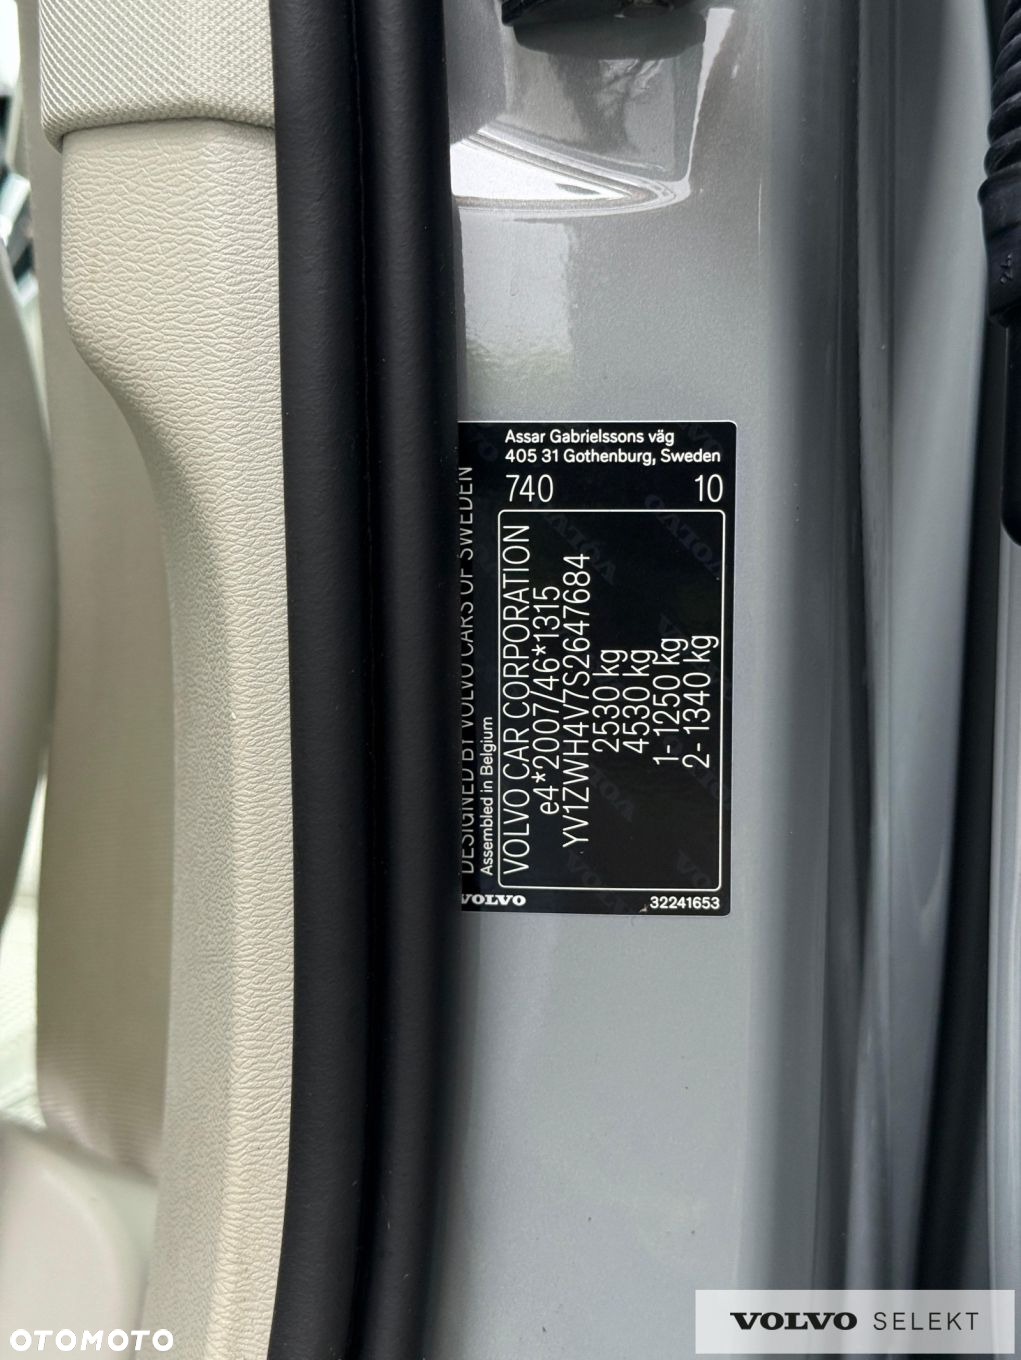 Assar Gabrielssons väg
405 31 Gothenburg, Sweden
740 10
DESIGNED BY VOLVO CARS OF SWEDEN
Assembled in Belgium
VOLVO CAR CORPORATION
e4*2007/46*1315
YV1ZWH4V7S2647684
2530 kg
4530 kg
1- 1250 kg
2- 1340 kg
VOLVO 32241653
VOLVO SELEKT
OTOMOTO